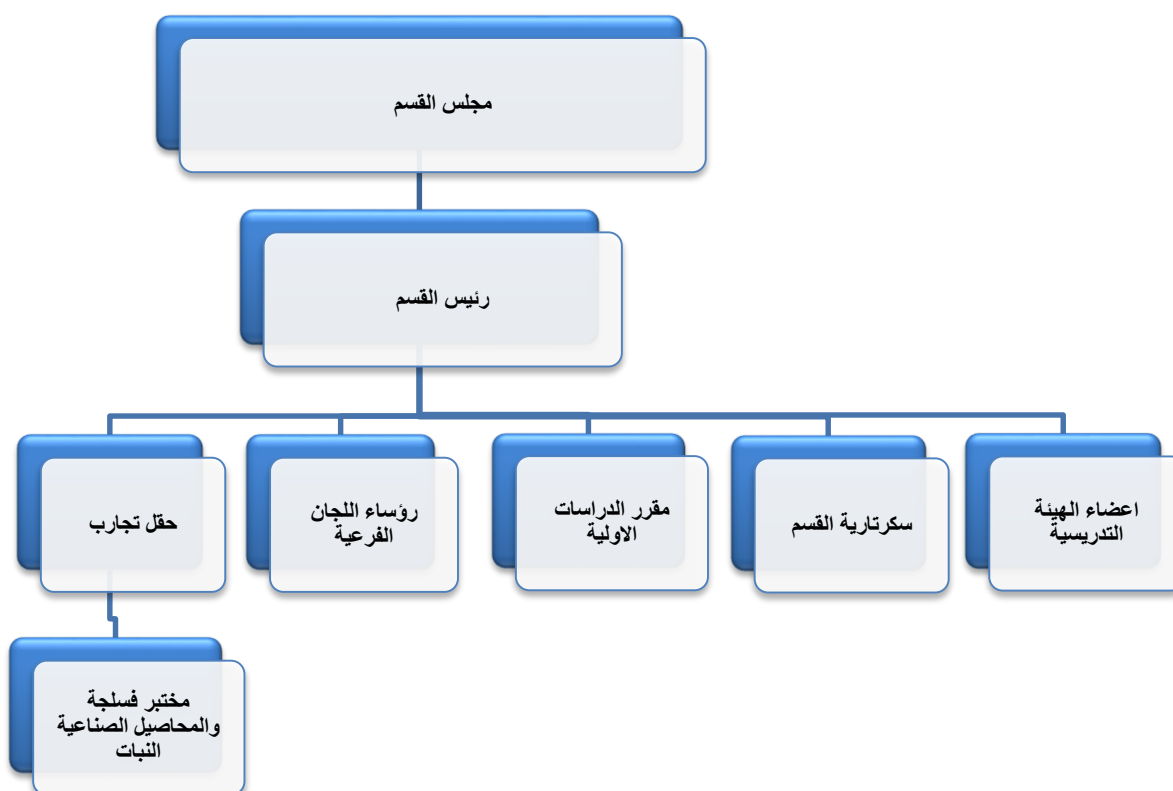 مجلس القسم
رئيس القسم
اعضاء الهيئة
التدريسية
سكرتارية القسم
مقرر الدراسات
الاولية
رؤساء اللجان
الفرعية
حقل تجارب
مختبر فسلجة
والمحاصيل الصناعية
النبات